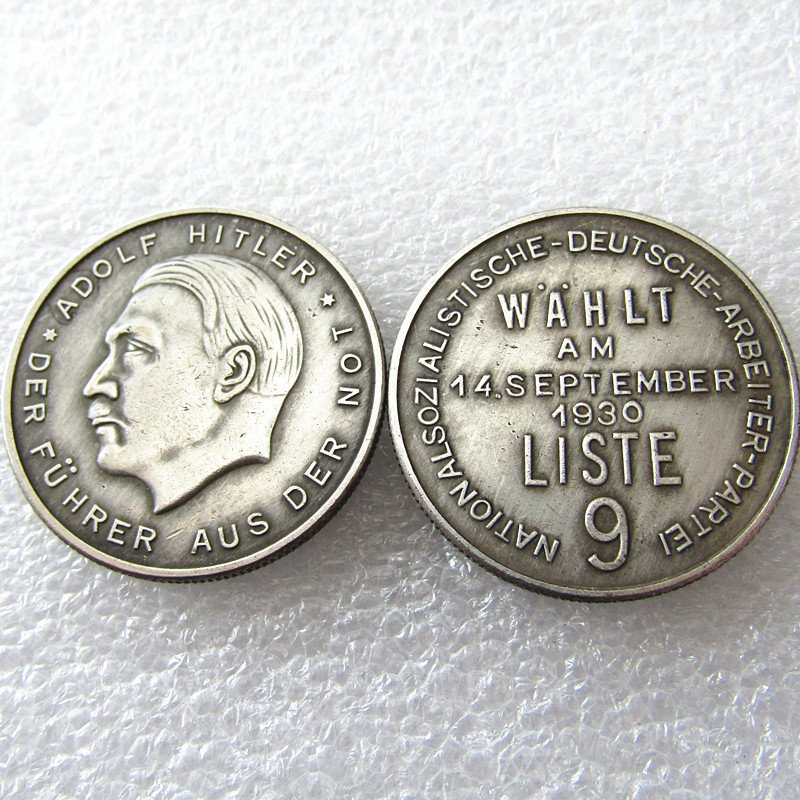 * ADOLF HITLER *
DER FÜHRER AUS DER NOT
NATIONALSOZIALISTISCHE-DEUTSCHE-ARBEITER-PARTEI
WÄHLT
AM
14.SEPTEMBER
1930
LISTE
9